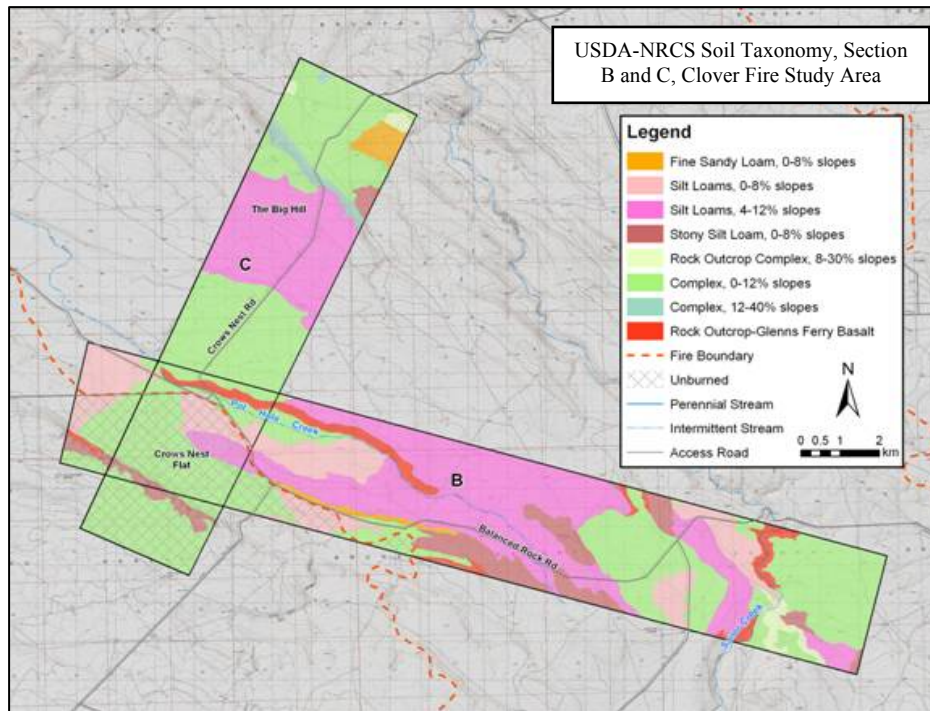 USDA-NRCS Soil Taxonomy, Section
B and C, Clover Fire Study Area
Legend
Fine Sandy Loam, 0-8% slopes
Silt Loams, 0-8% slopes
Silt Loams, 4-12% slopes
Stony Silt Loam, 0-8% slopes
Rock Outcrop Complex, 8-30% slopes
Complex, 0-12% slopes
Complex, 12-40% slopes
Rock Outcrop-Glenns Ferry Basalt
Fire Boundary
Unburned
Perennial Stream
Intermittent Stream
Access Road
N
0 0.5 1 2
km
The Big Hill
C
Crows Nest Rd
Pot Hole Creek
Crows Nest
Flat
B
Balanced Rock Rd
Creek